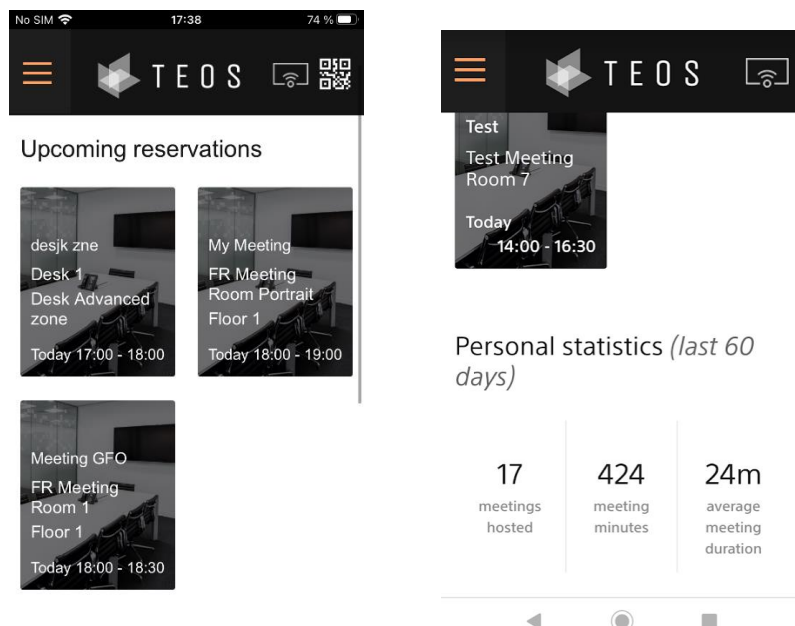 No SIM 17:38 74 %
TEOS
Upcoming reservations
desjk zne
Desk 1
Desk Advanced
zone
Today 17:00 - 18:00
My Meeting
FR Meeting
Room Portrait
Floor 1
Today 18:00 - 19:00
Meeting GFO
FR Meeting
Room 1
Floor 1
Today 18:00 - 18:30
TEOS
Test
Test Meeting
Room 7
Today
14:00 - 16:30
Personal statistics (last 60
days)
17
meetings
hosted
424
meeting
minutes
24m
average
meeting
duration